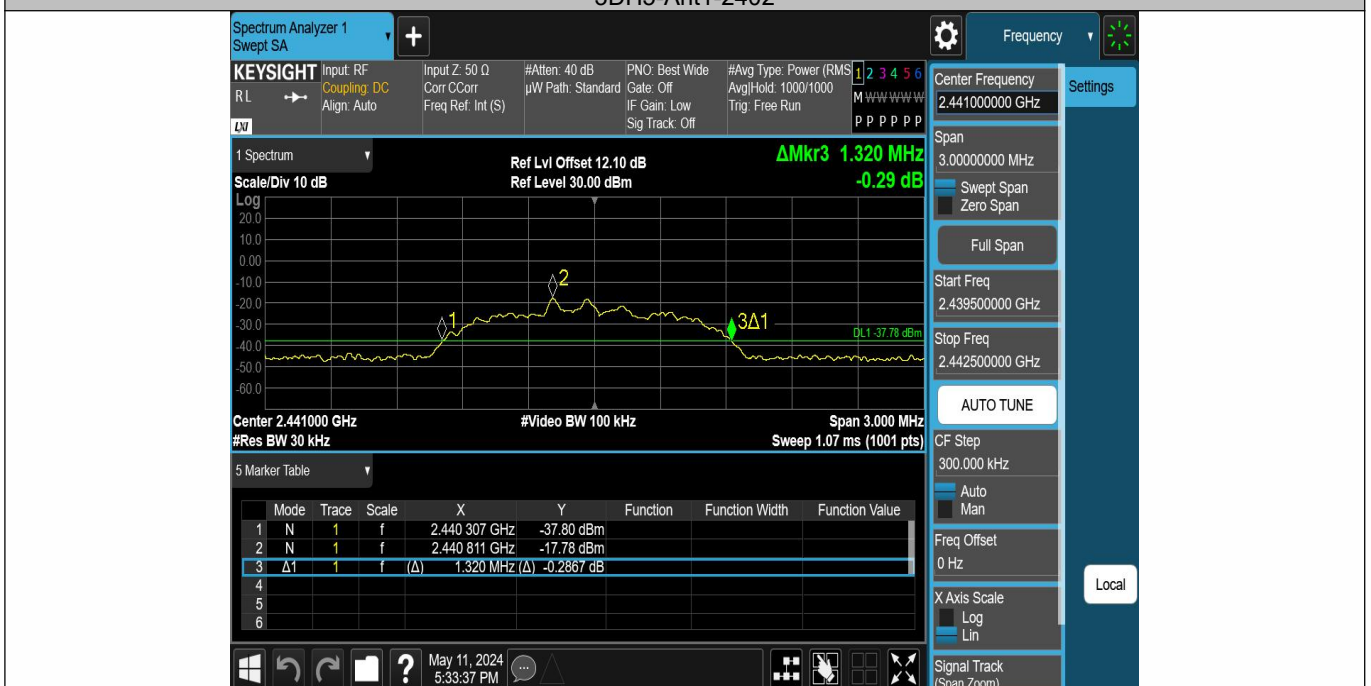 3DH5-Ant1-2402
Spectrum Analyzer 1
Swept SA
+
Frequency
KEYSIGHT
RL
LXI
Input: RF
Coupling: DC
Align: Auto
Input Z: 50 Ω
Corr CCorr
Freq Ref: Int (S)
#Atten: 40 dB
µW Path: Standard
PNO: Best Wide
Gate: Off
IF Gain: Low
Sig Track: Off
#Avg Type: Power (RMS
Avg|Hold: 1000/1000
Trig: Free Run
1 2 3 4 5 6
M W W W W W
P P P P P P
Center Frequency
2.441000000 GHz
Settings
Span
3.00000000 MHz
Swept Span
Zero Span
Full Span
Start Freq
2.439500000 GHz
Stop Freq
2.442500000 GHz
AUTO TUNE
CF Step
300.000 kHz
Auto
Man
Freq Offset
0 Hz
X Axis Scale
Log
Lin
Signal Track
(Span Zoom)
Local
1 Spectrum
Scale/Div 10 dB
Ref Lvl Offset 12.10 dB
Ref Level 30.00 dBm
ΔMkr3 1.320 MHz
-0.29 dB
Log
20.0
10.0
0.00
-10.0
-20.0
-30.0
-40.0
-50.0
-60.0
1
2
3Δ1
DL1 -37.78 dBm
Center 2.441000 GHz
#Video BW 100 kHz
Span 3.000 MHz
#Res BW 30 kHz
Sweep 1.07 ms (1001 pts)
5 Marker Table
Mode Trace Scale X Y Function Function Width Function Value
1 N 1 f 2.440 307 GHz -37.80 dBm
2 N 1 f 2.440 811 GHz -17.78 dBm
3 Δ1 1 f (Δ) 1.320 MHz (Δ) -0.2867 dB
4
5
6
?
May 11, 2024
5:33:37 PM